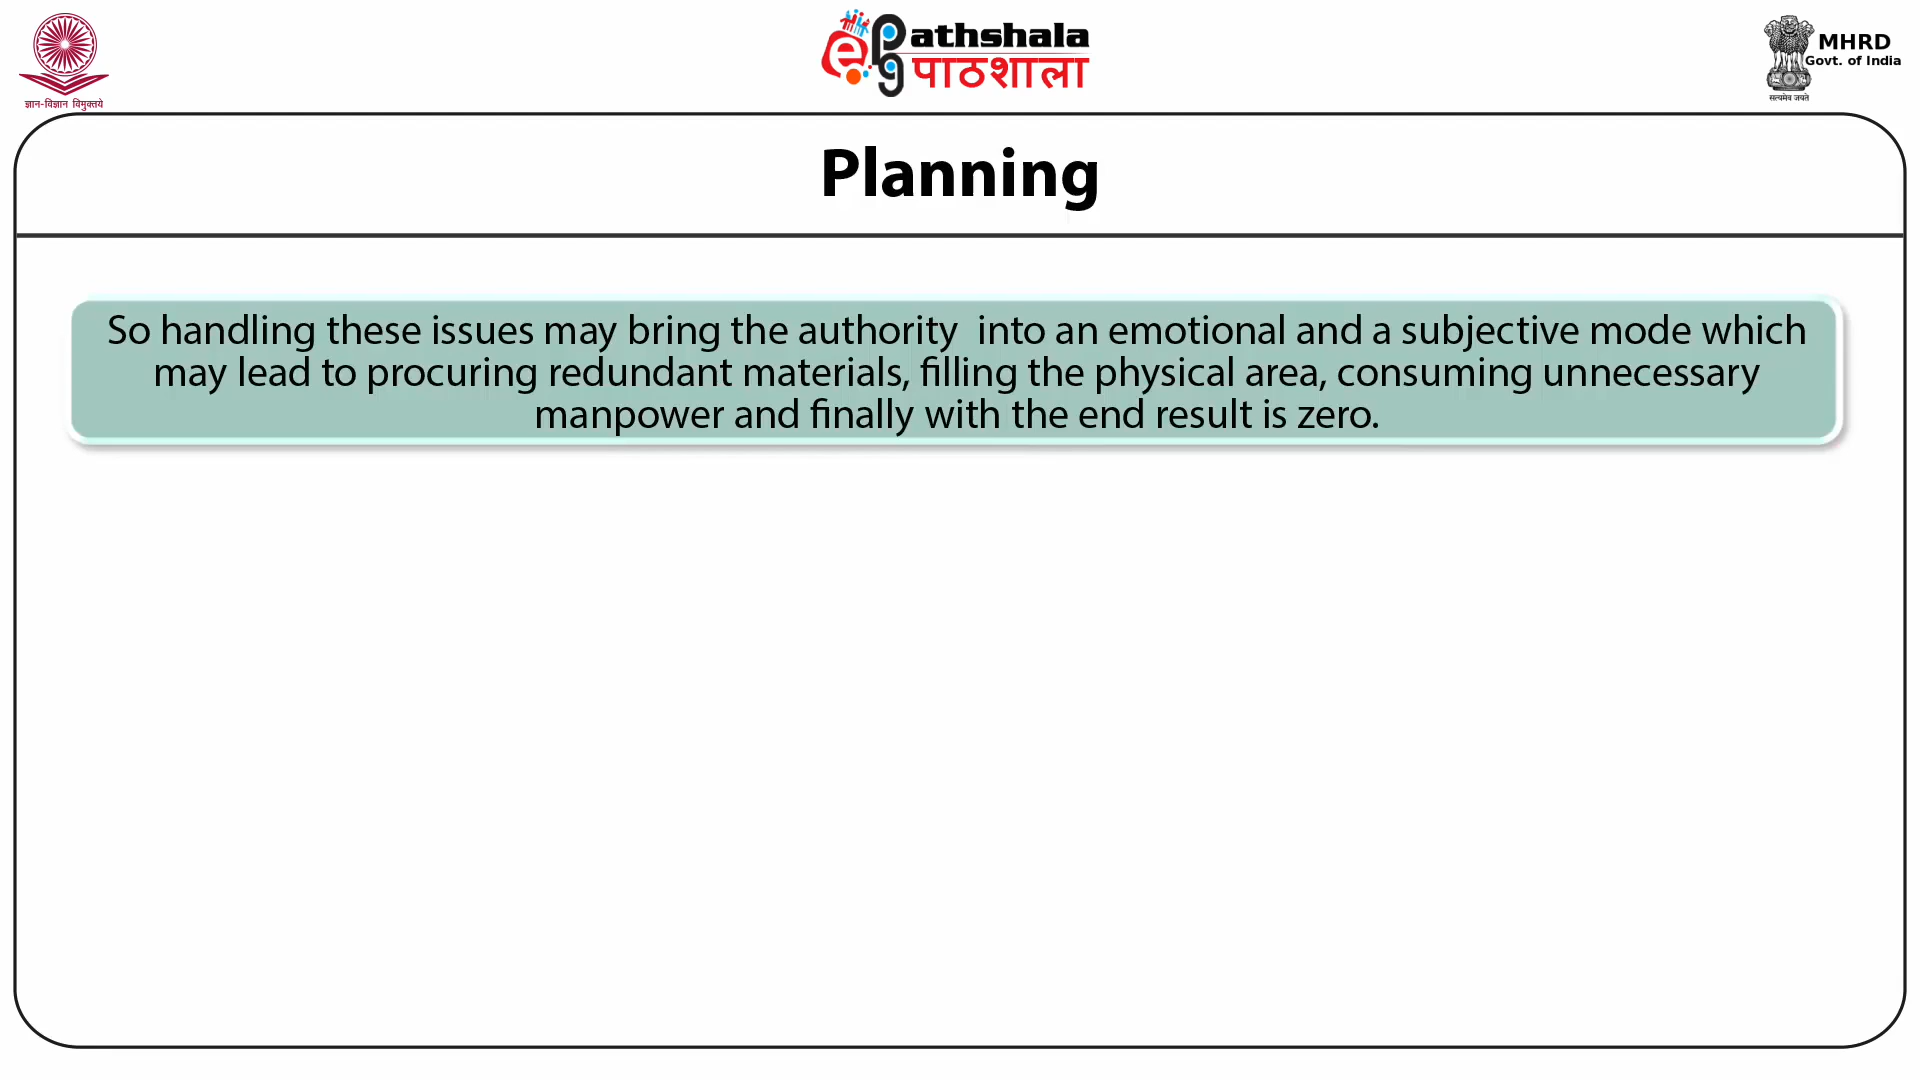 ज्ञान-विज्ञान विमुक्तये
e
pg
athshala
पाठशाला
MHRD
Govt. of India
सत्यमेव जयते
Planning
So handling these issues may bring the authority  into an emotional and a subjective mode which
may lead to procuring redundant materials, filling the physical area, consuming unnecessary
manpower and finally with the end result is zero.